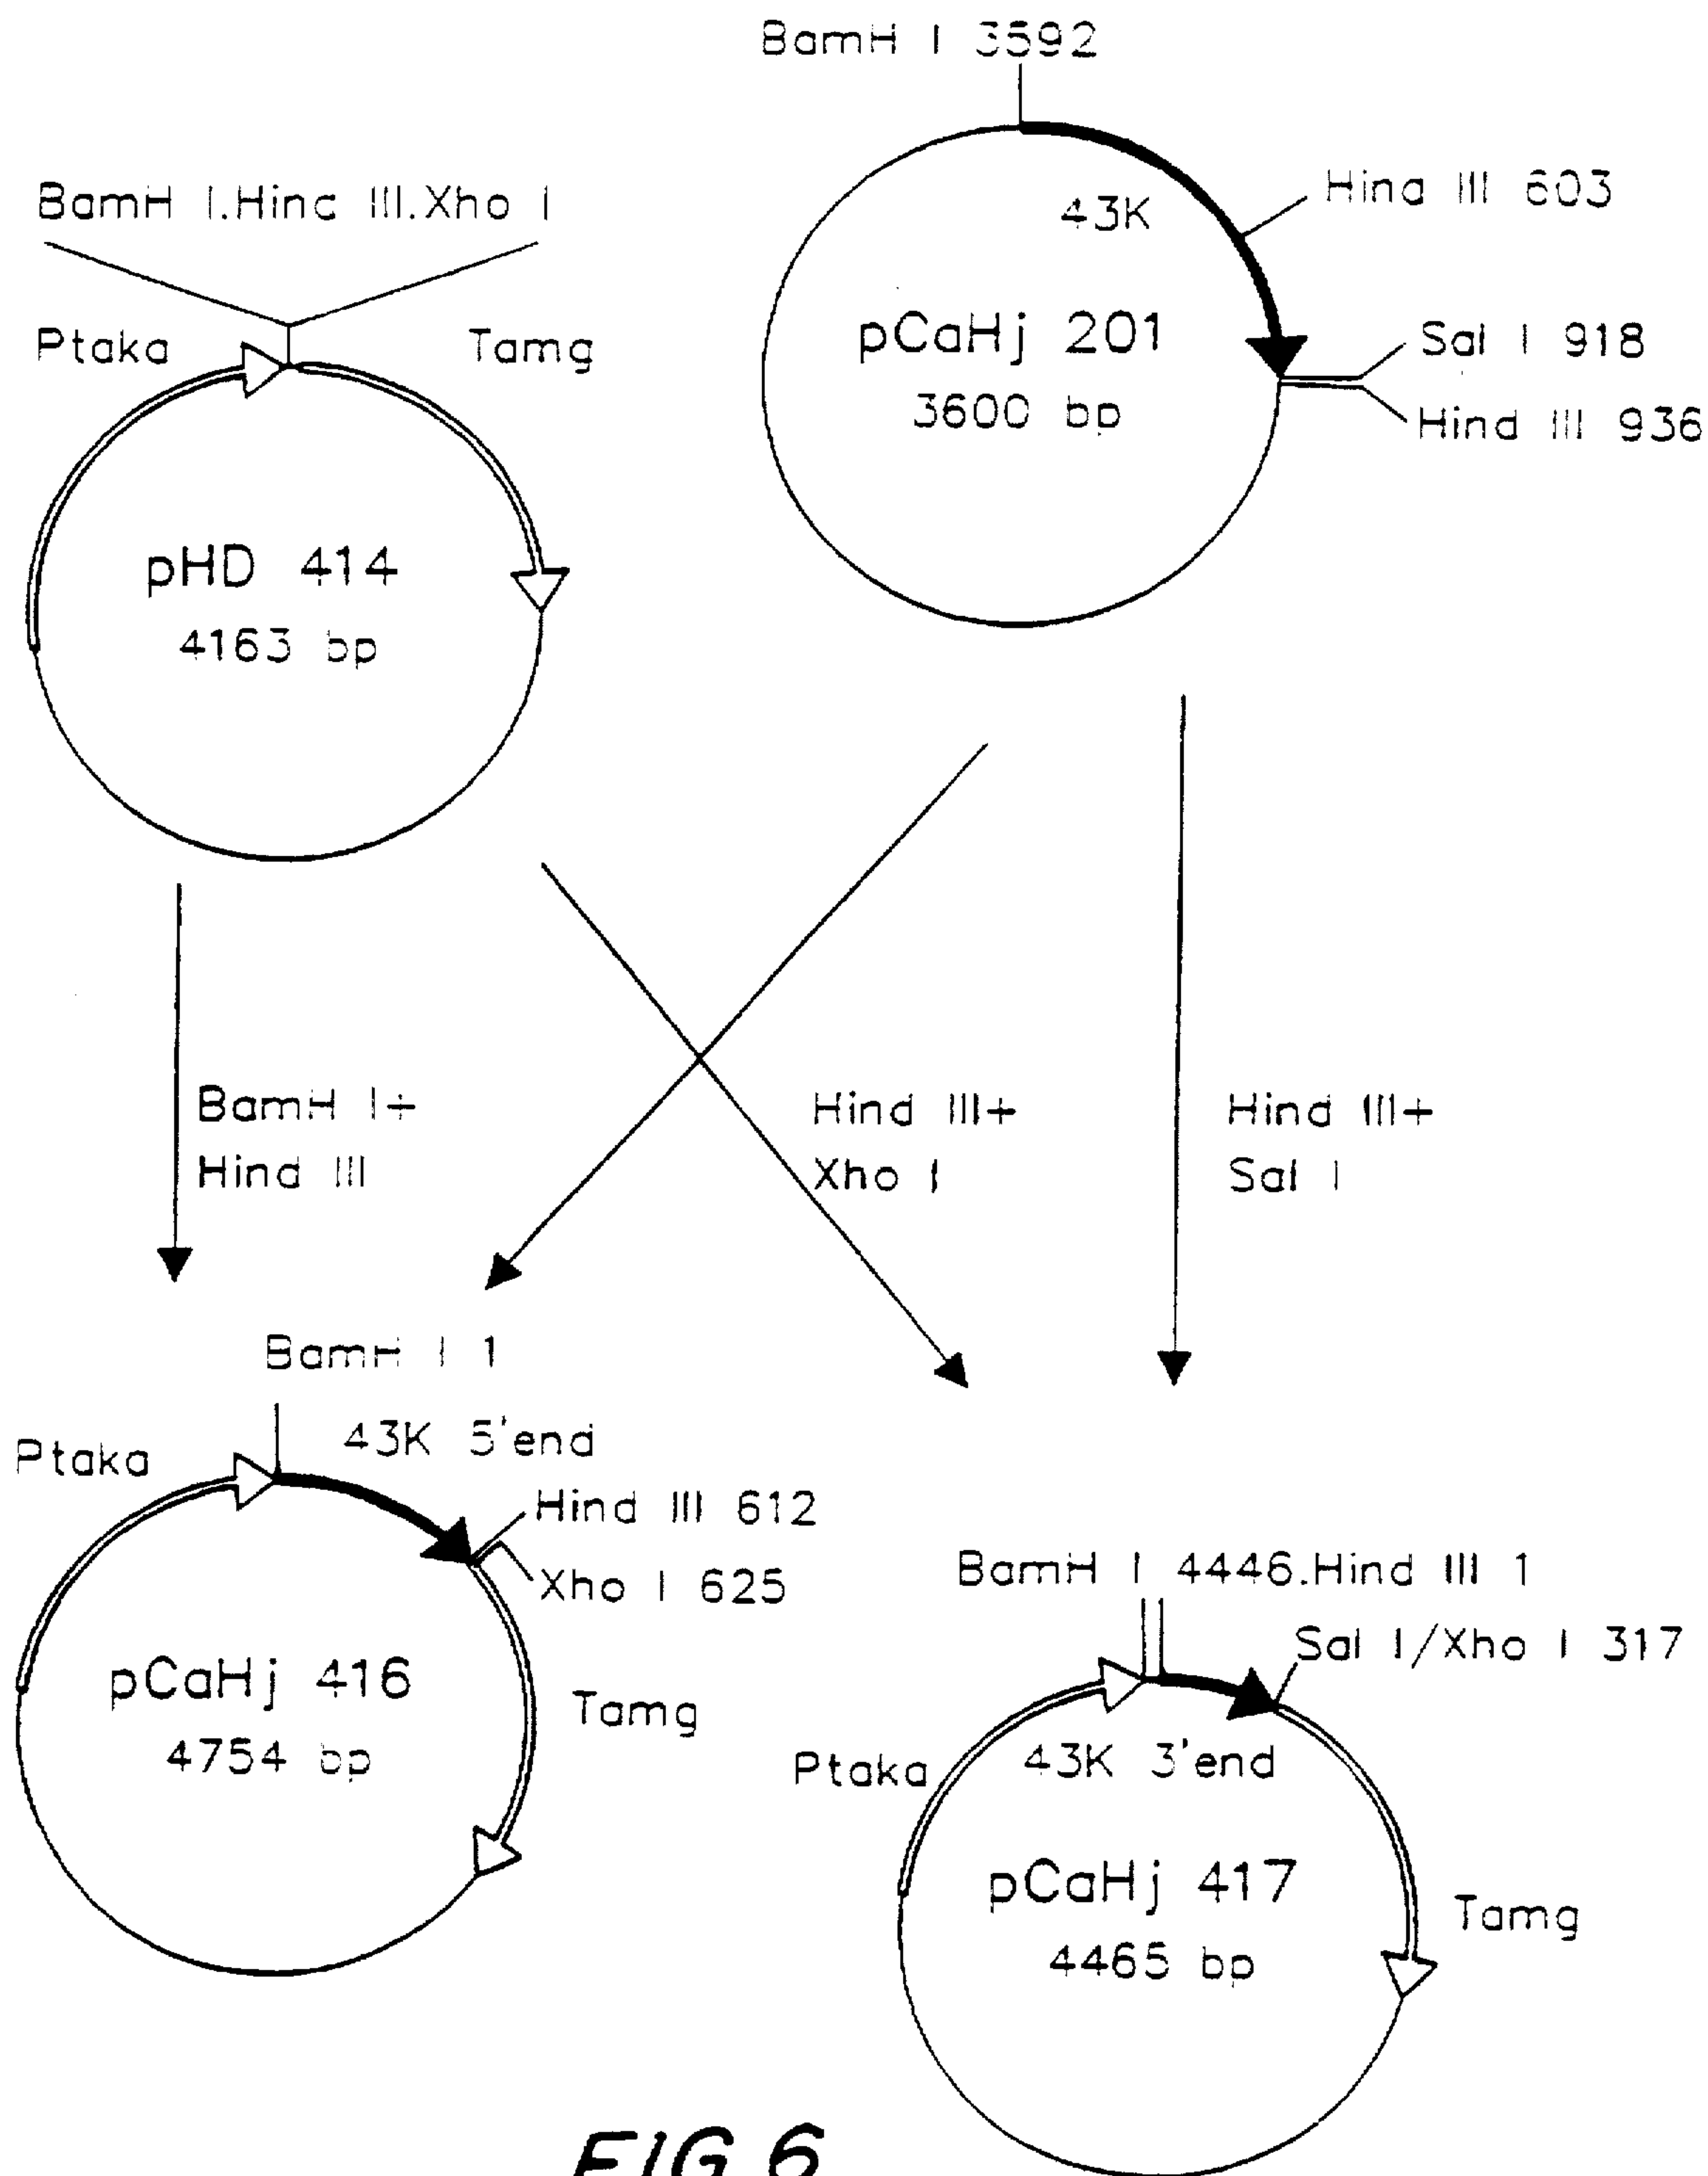 BamH I 3592
BamH I.Hinc III.Xho I
Hind III 603
43K
Ptaka
Tamg
pCaHj 201
3600 bp
Sal I 918
Hind III 936
pHD 414
4163 bp
BamH I+
Hind III
Hind III+
Xho I
Hind III+
Sal I
BamH I 1
Ptaka
43K 5'end
Hind III 612
Xho I 625
pCaHj 416
4754 bp
Tamg
BamH I 4446.Hind III 1
Sal I/Xho I 317
Ptaka
43K 3'end
pCaHj 417
4465 bp
Tamg
FIG.6